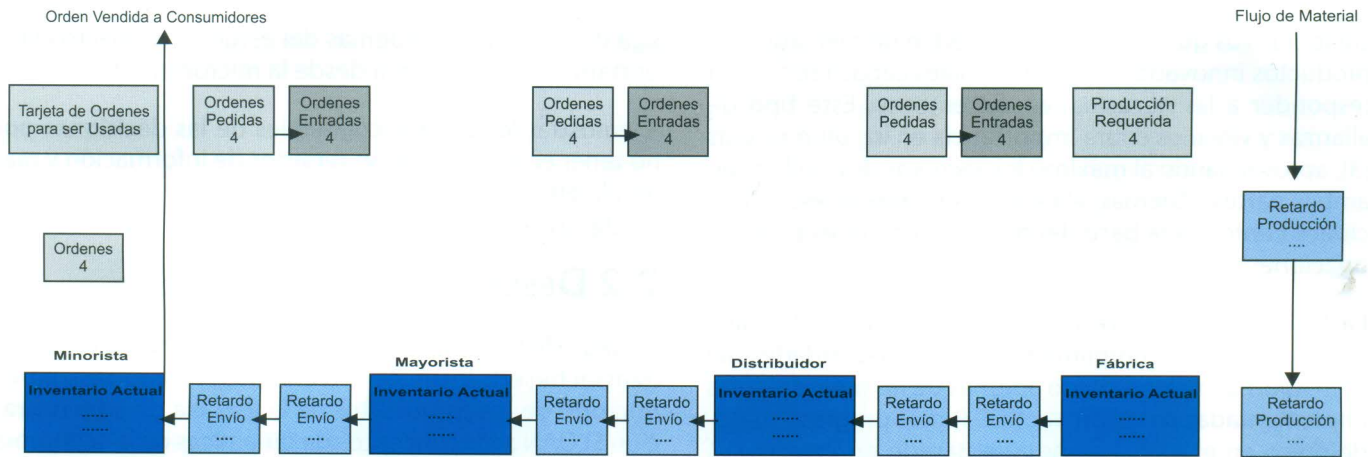 Orden Vendida a Consumidores
Flujo de Material
Tarjeta de Ordenes
para ser Usadas
Ordenes
Pedidas
4
Ordenes
Entradas
4
Ordenes
Pedidas
4
Ordenes
Entradas
4
Ordenes
Pedidas
4
Ordenes
Entradas
4
Producción
Requerida
4
Retardo
Producción
....
Ordenes
4
Minorista
Inventario Actual
......
......
Retardo
Envío
....
Retardo
Envío
....
Mayorista
Inventario Actual
......
......
Retardo
Envío
....
Retardo
Envío
....
Distribuidor
Inventario Actual
......
......
Retardo
Envío
....
Retardo
Envío
....
Fábrica
Inventario Actual
......
......
Retardo
Producción
....